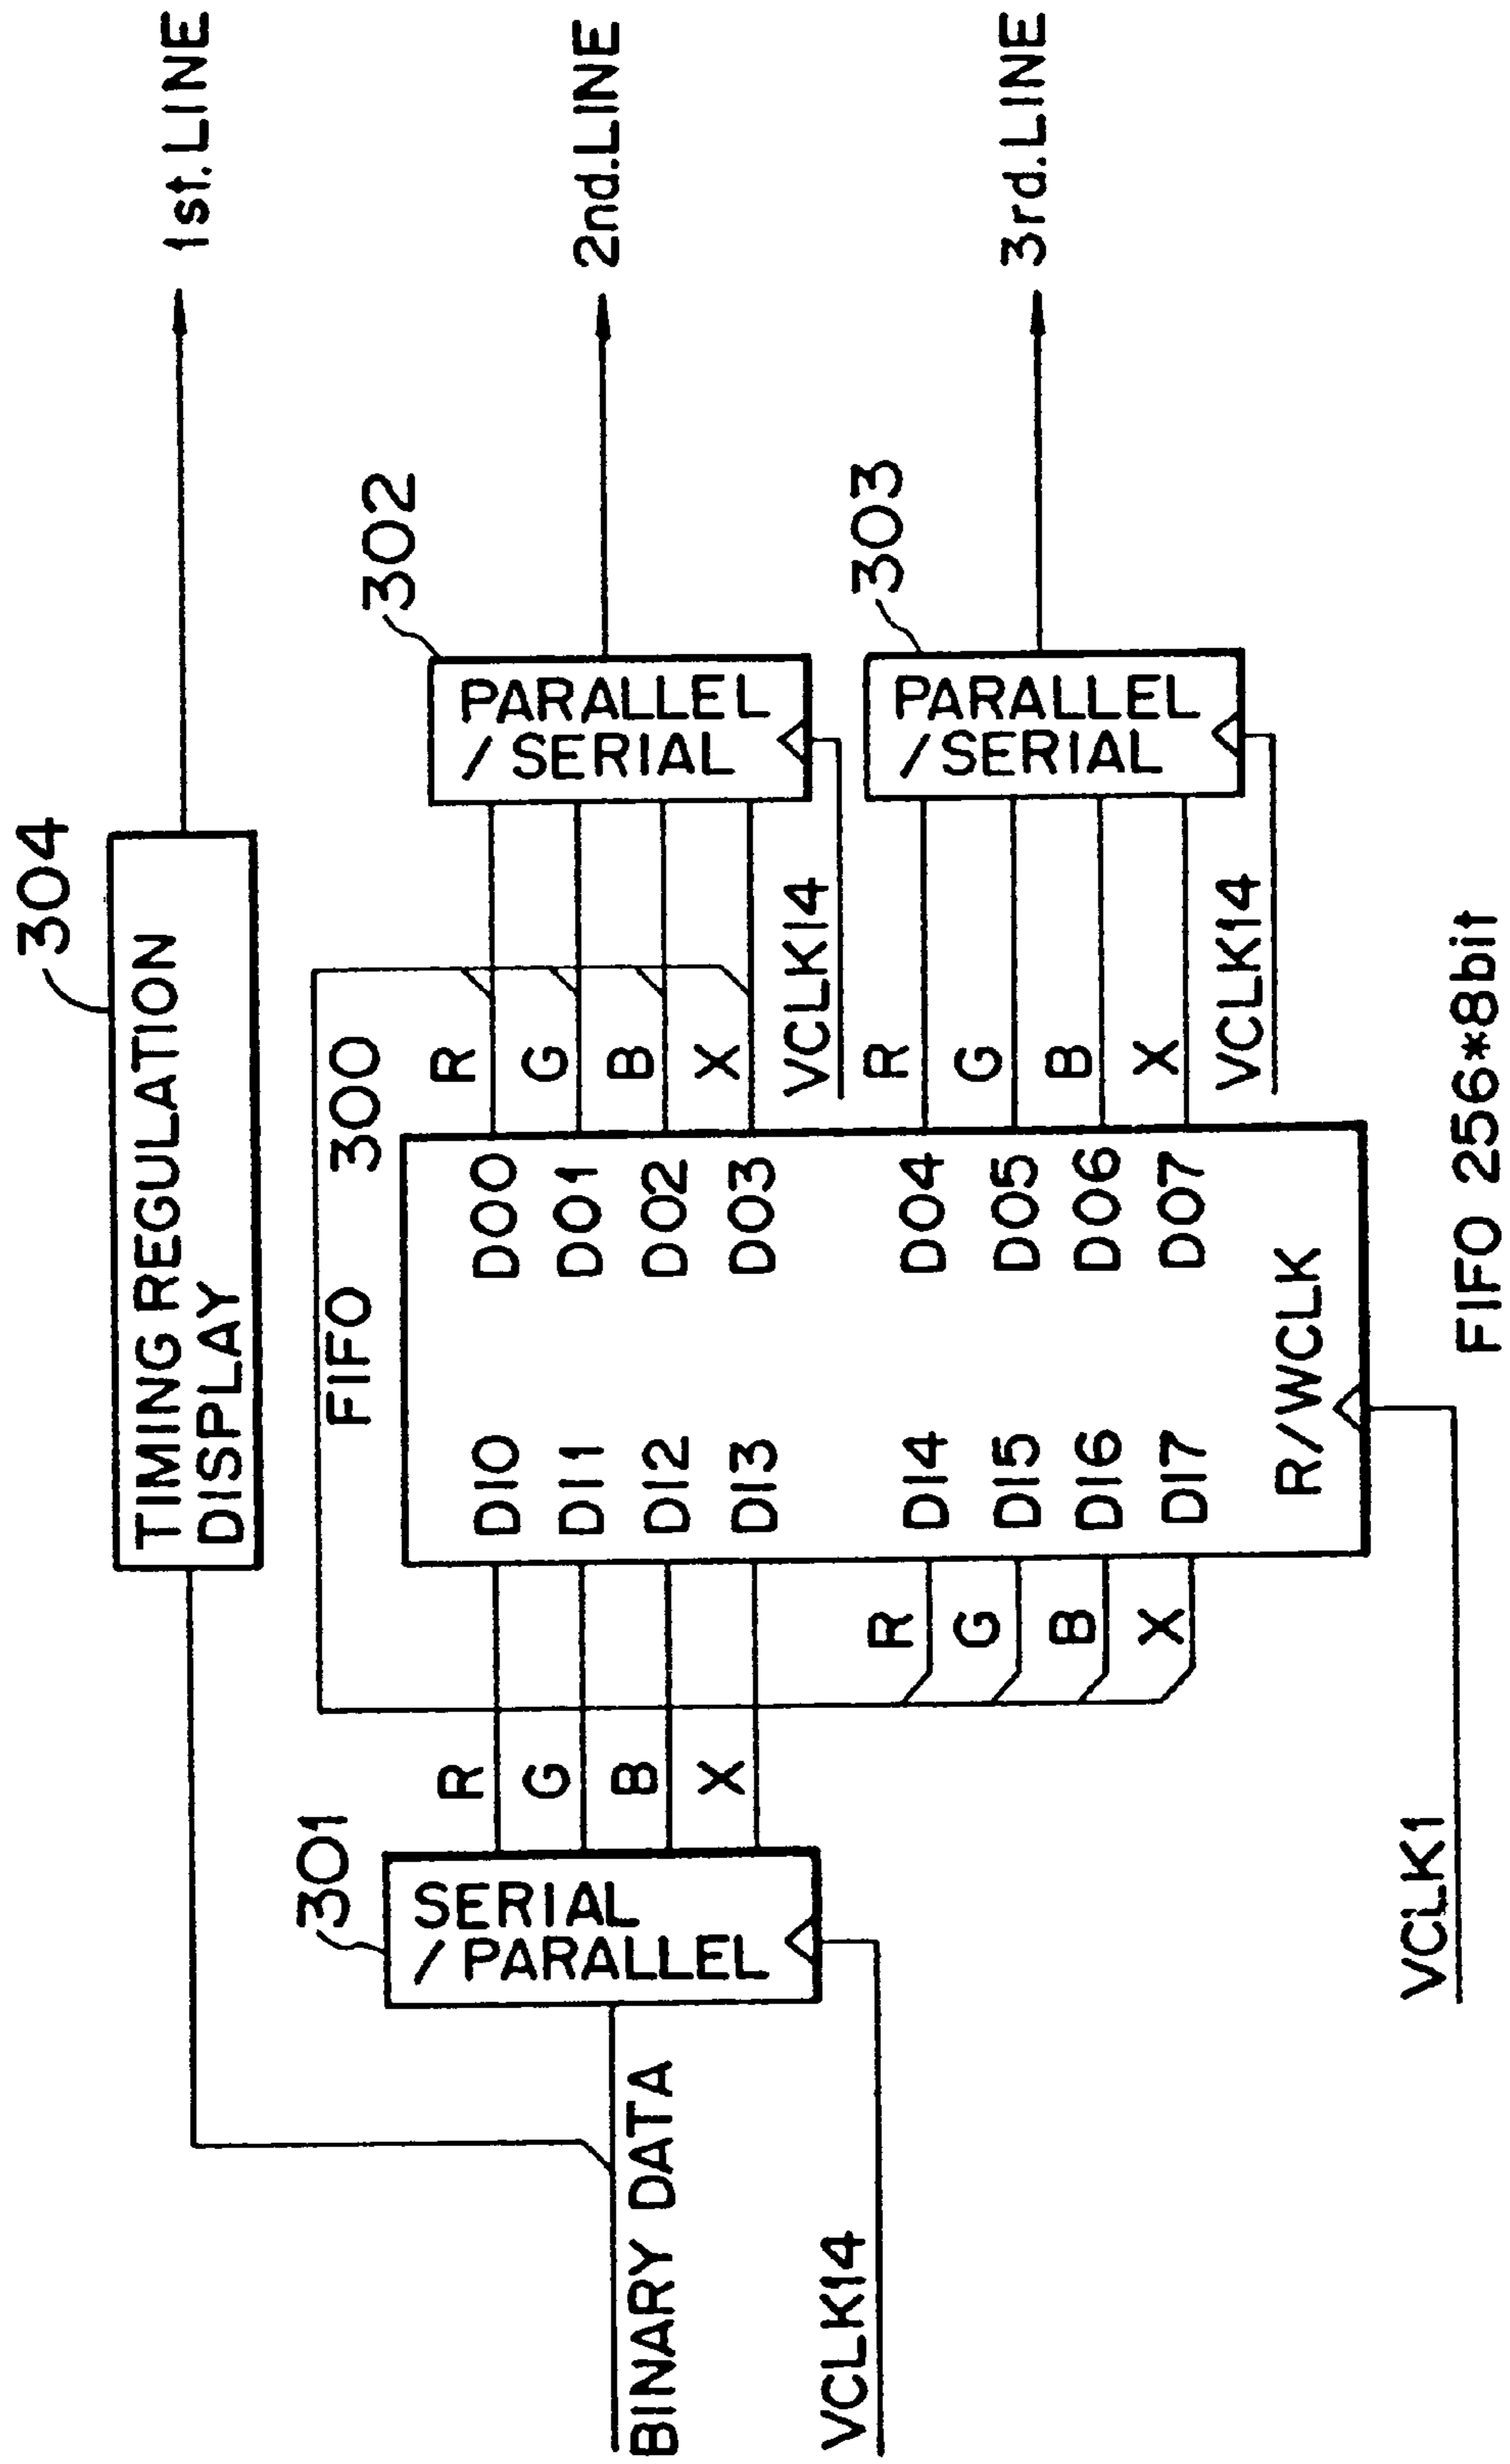 304
TIMING REGULATION
DISPLAY
1st.LINE
FIFO 300
302
301
SERIAL
/PARALLEL
R
G
B
X
DI0
DI1
DI2
DI3
DO0
DO1
DO2
DO3
R
G
B
X
PARALLEL
/SERIAL
2nd.LINE
BINARY DATA
VCLK14
VCLK14
303
R
G
B
X
DI4
DI5
DI6
DI7
DO4
DO5
DO6
DO7
R
G
B
X
PARALLEL
/SERIAL
3rd.LINE
R/WCLK
VCLK14
VCLK1
FIFO 256*8bit